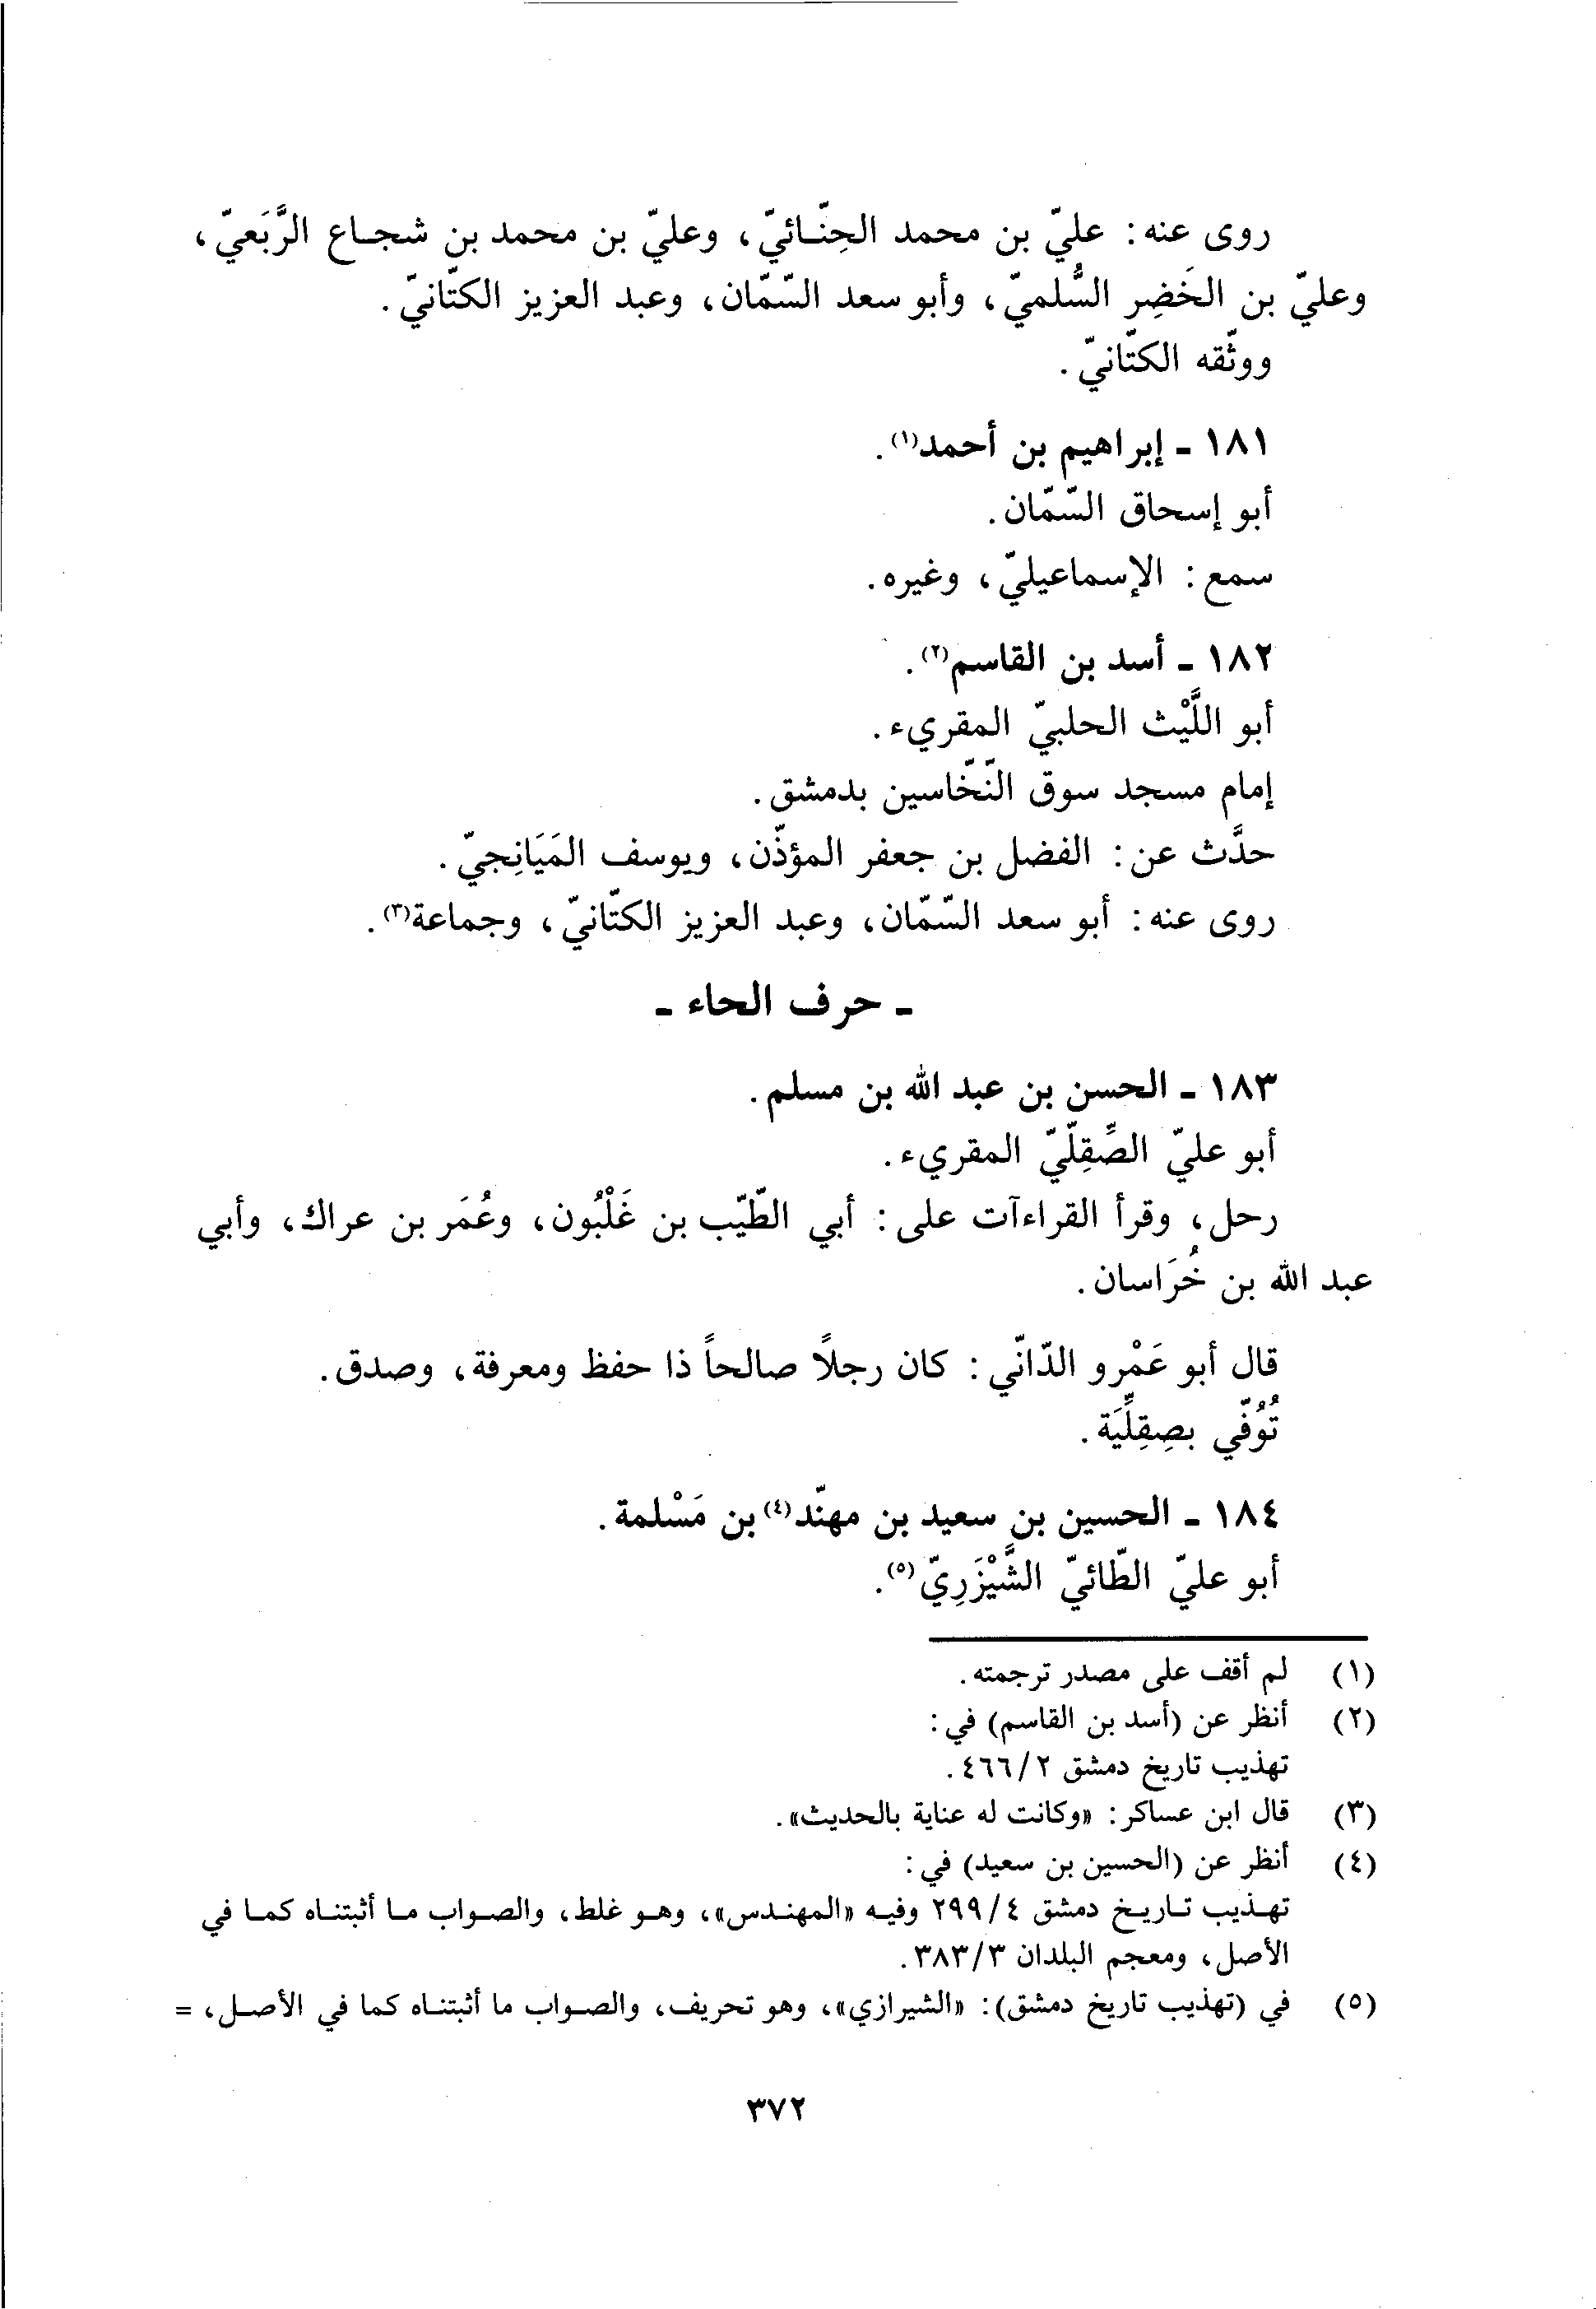 روى عنه: عليّ بن محمد الحِنّائيّ، وعليّ بن محمد بن شجاع الرَّبَعيّ،
وعليّ بن الخَضِر السُّلميّ، وأبو سعد السّمّان، وعبد العزيز الكتّانيّ.
ووثّقه الكتّانيّ.
١٨١ - إبراهيم بن أحمد(١).
أبو إسحاق السّمّان.
سمع: الإسماعيليّ، وغيره.
١٨٢ - أسد بن القاسم(٢).
أبو اللَّيْث الحلبيّ المقريء.
إمام مسجد سوق النّخّاسين بدمشق.
حدَّث عن: الفضل بن جعفر المؤذّن، ويوسف المَيَانِجيّ.
روى عنه: أبو سعد السّمّان، وعبد العزيز الكتّانيّ، وجماعة(٣).
- حرف الحاء -
١٨٣ - الحسن بن عبد الله بن مسلم.
أبو عليّ الصِّقِلّيّ المقريء.
رحل، وقرأ القراءآت على: أبي الطّيّب بن غَلْبُون، وعُمَر بن عراك، وأبي
عبد الله بن خُرَاسان.
قال أبو عَمْرو الدّانّي: كان رجلاً صالحاً ذا حفظ ومعرفة، وصدق.
تُوُفّي بصِقِلِّيَة.
١٨٤ - الحسين بن سعيد بن مهنّد(٤) بن مَسْلمة.
أبو عليّ الطّائيّ الشَّيْزَرِيّ(٥).
(١) لم أقف على مصدر ترجمته.
(٢) أنظر عن (أسد بن القاسم) في:
تهذيب تاريخ دمشق ٤٦٦/٢.
(٣) قال ابن عساكر: «وكانت له عناية بالحديث».
(٤) أنظر عن (الحسين بن سعيد) في:
تهذيب تاريخ دمشق ٢٩٩/٤ وفيه «المهندس»، وهو غلط، والصواب ما أثبتناه كما في
الأصل، ومعجم البلدان ٣٨٣/٣.
(٥) في (تهذيب تاريخ دمشق): «الشيرازي»، وهو تحريف، والصواب ما أثبتناه كما في الأصل، =
٣٧٢